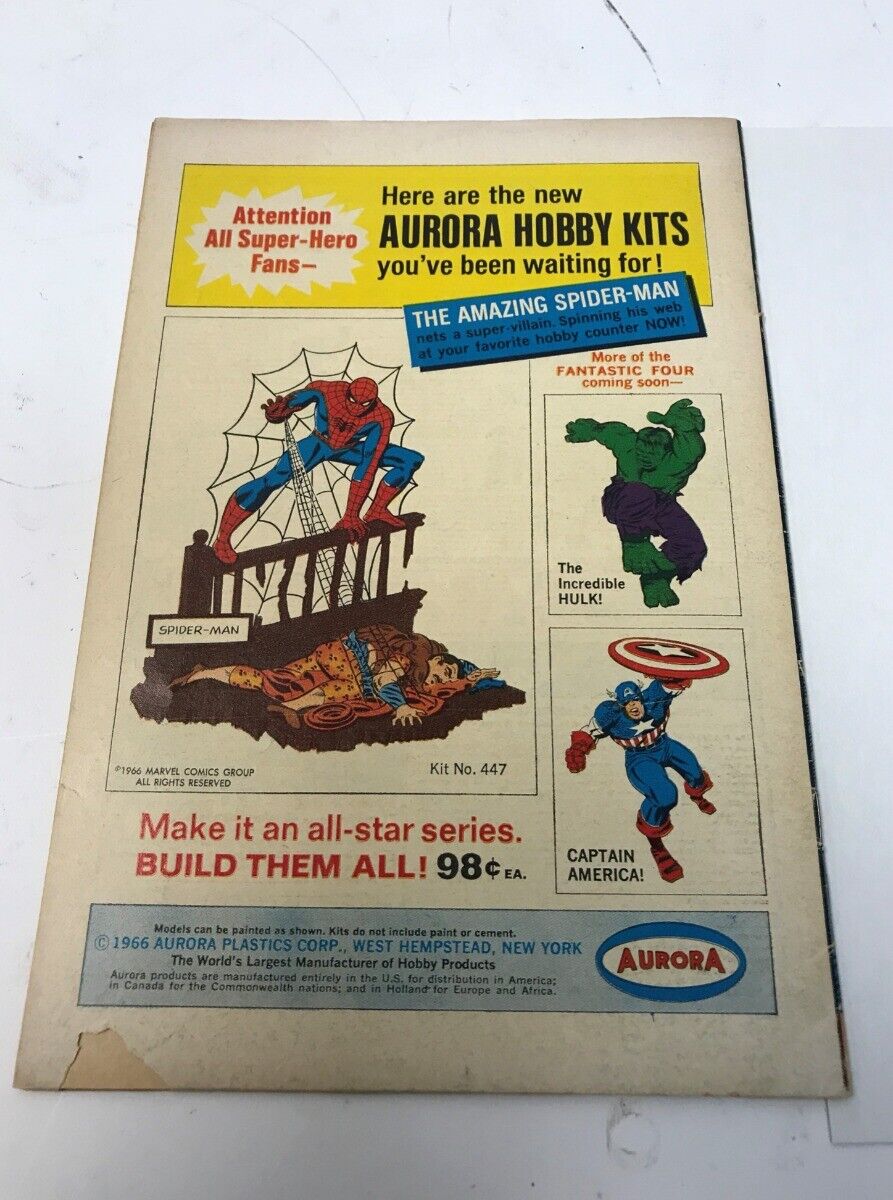 Attention
All Super-Hero
Fans—
Here are the new
AURORA HOBBY KITS
you've been waiting for!
THE AMAZING SPIDER-MAN
nets a super-villain. Spinning his web
at your favorite hobby counter NOW!
More of the
FANTASTIC FOUR
coming soon—
SPIDER-MAN
The
Incredible
HULK!
©1966 MARVEL COMICS GROUP
ALL RIGHTS RESERVED
Kit No. 447
CAPTAIN
AMERICA!
Make it an all-star series.
BUILD THEM ALL! 98¢ EA.
Models can be painted as shown. Kits do not include paint or cement.
© 1966 AURORA PLASTICS CORP., WEST HEMPSTEAD, NEW YORK
The World's Largest Manufacturer of Hobby Products
Aurora products are manufactured entirely in the U.S. for distribution in America;
in Canada for the Commonwealth nations; and in Holland for Europe and Africa.
AURORA